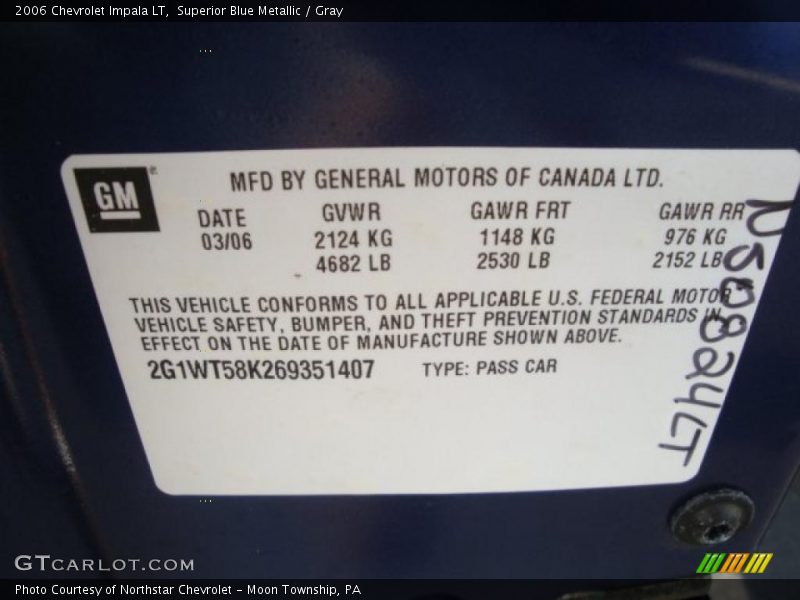 2006 Chevrolet Impala LT,  Superior Blue Metallic / Gray
GM
MFD BY GENERAL MOTORS OF CANADA LTD.
DATE GVWR GAWR FRT GAWR RR
03/06 2124 KG 1148 KG 976 KG
4682 LB 2530 LB 2152 LB
THIS VEHICLE CONFORMS TO ALL APPLICABLE U.S. FEDERAL MOTOR
VEHICLE SAFETY, BUMPER, AND THEFT PREVENTION STANDARDS IN
EFFECT ON THE DATE OF MANUFACTURE SHOWN ABOVE.
2G1WT58K269351407 TYPE: PASS CAR
N50824LT
GTCARLOT.COM
Photo Courtesy of Northstar Chevrolet - Moon Township, PA